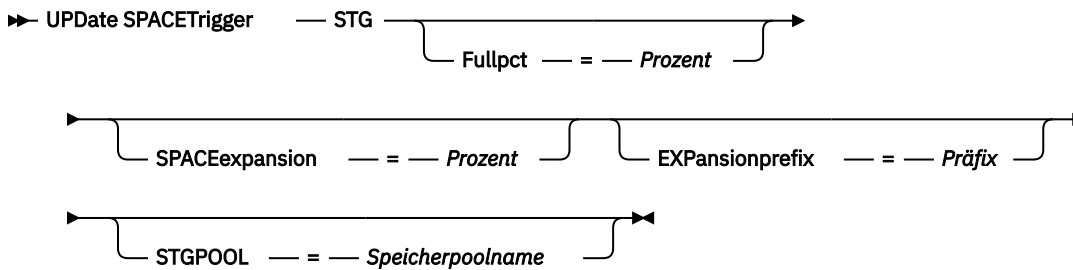 UPDate SPACETrigger STG
Fullpct = Prozent
SPACEexpansion = Prozent EXPansionprefix = Präfix
STGPOOL = Speicherpoolname